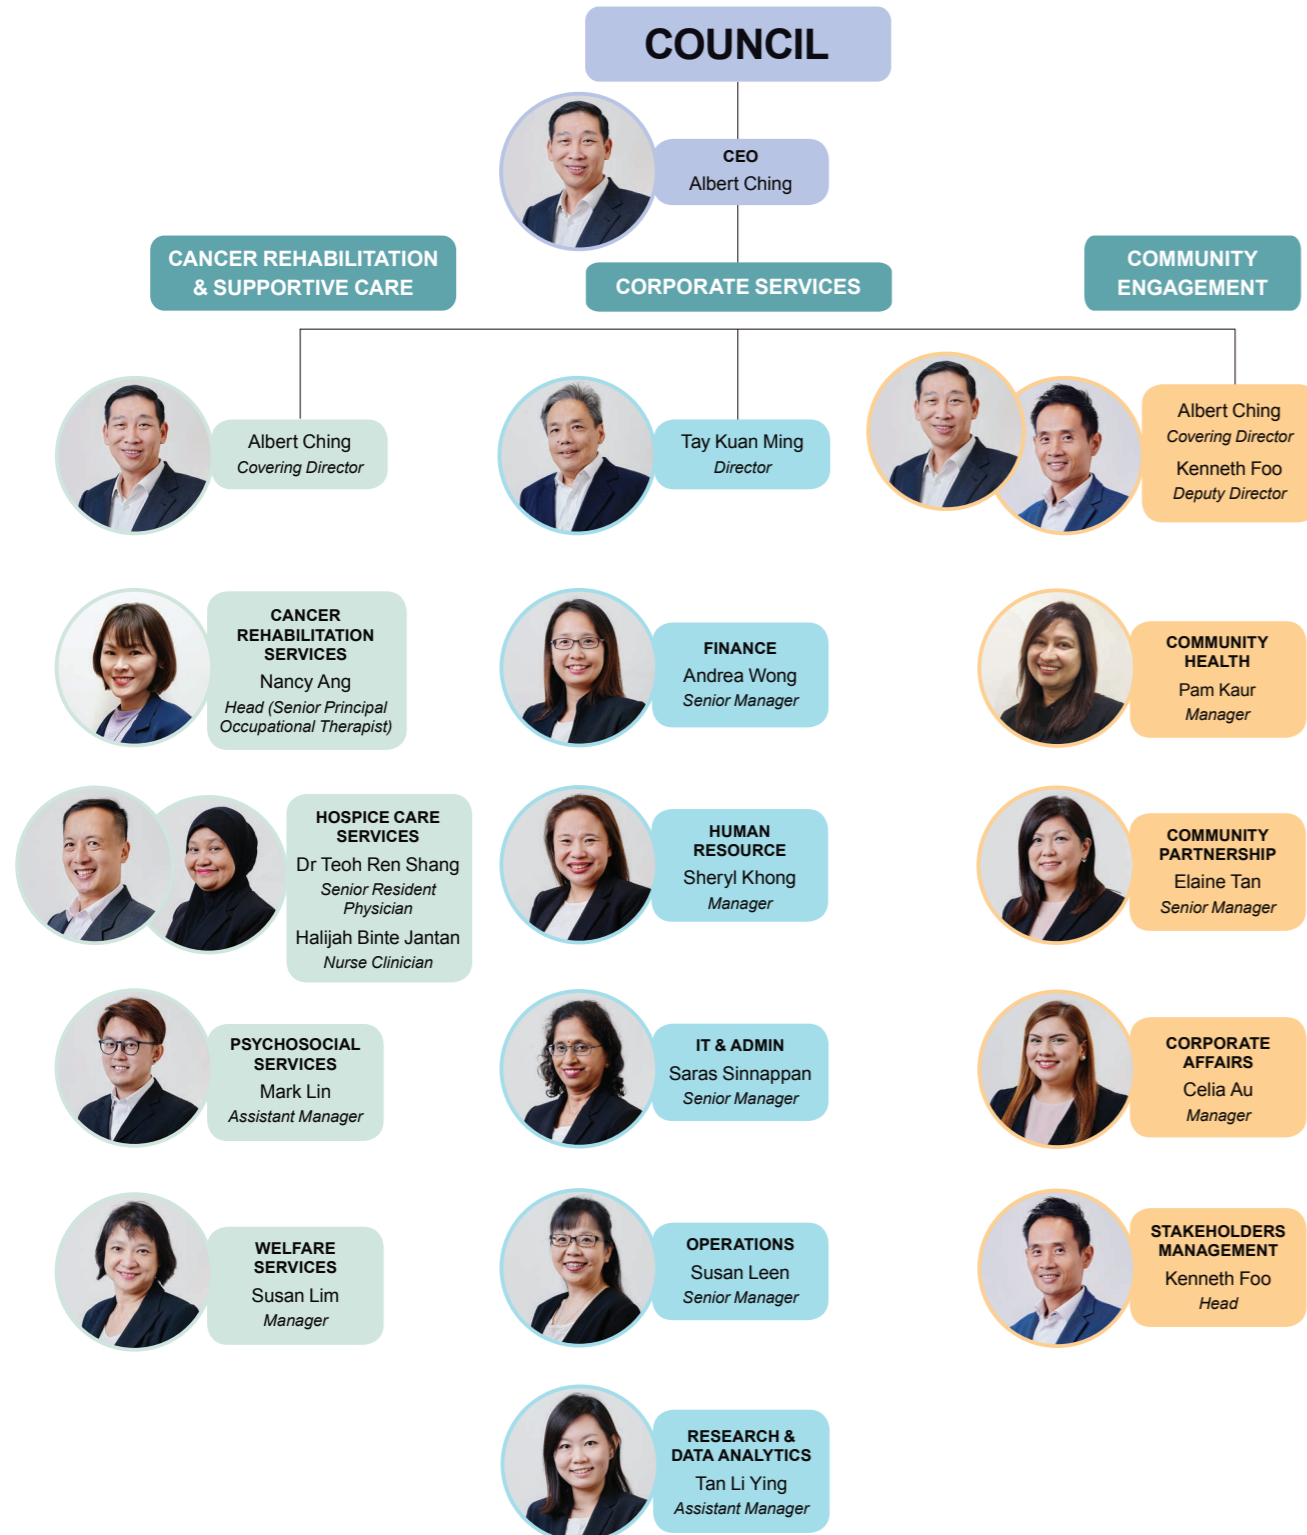 COUNCIL
CEO
Albert Ching
CANCER REHABILITATION
& SUPPORTIVE CARE
CORPORATE SERVICES
COMMUNITY
ENGAGEMENT
Albert Ching
Covering Director
Tay Kuan Ming
Director
Albert Ching
Covering Director
Kenneth Foo
Deputy Director
CANCER
REHABILITATION
SERVICES
Nancy Ang
Head (Senior Principal
Occupational Therapist)
FINANCE
Andrea Wong
Senior Manager
COMMUNITY
HEALTH
Pam Kaur
Manager
HOSPICE CARE
SERVICES
Dr Teoh Ren Shang
Senior Resident
Physician
Halijah Binte Jantan
Nurse Clinician
HUMAN
RESOURCE
Sheryl Khong
Manager
COMMUNITY
PARTNERSHIP
Elaine Tan
Senior Manager
PSYCHOSOCIAL
SERVICES
Mark Lin
Assistant Manager
IT & ADMIN
Saras Sinnappan
Senior Manager
CORPORATE
AFFAIRS
Celia Au
Manager
WELFARE
SERVICES
Susan Lim
Manager
OPERATIONS
Susan Leen
Senior Manager
STAKEHOLDERS
MANAGEMENT
Kenneth Foo
Head
RESEARCH &
DATA ANALYTICS
Tan Li Ying
Assistant Manager